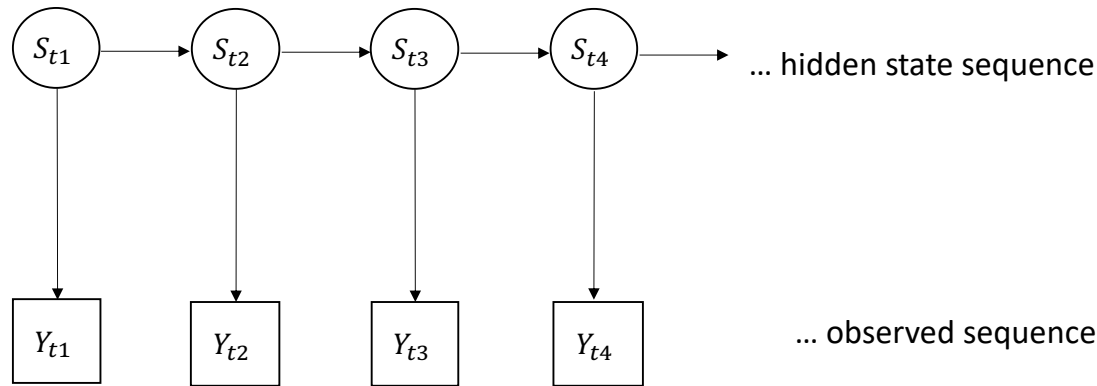 S_{t1} S_{t2} S_{t3} S_{t4} ... hidden state sequence
Y_{t1} Y_{t2} Y_{t3} Y_{t4} ... observed sequence